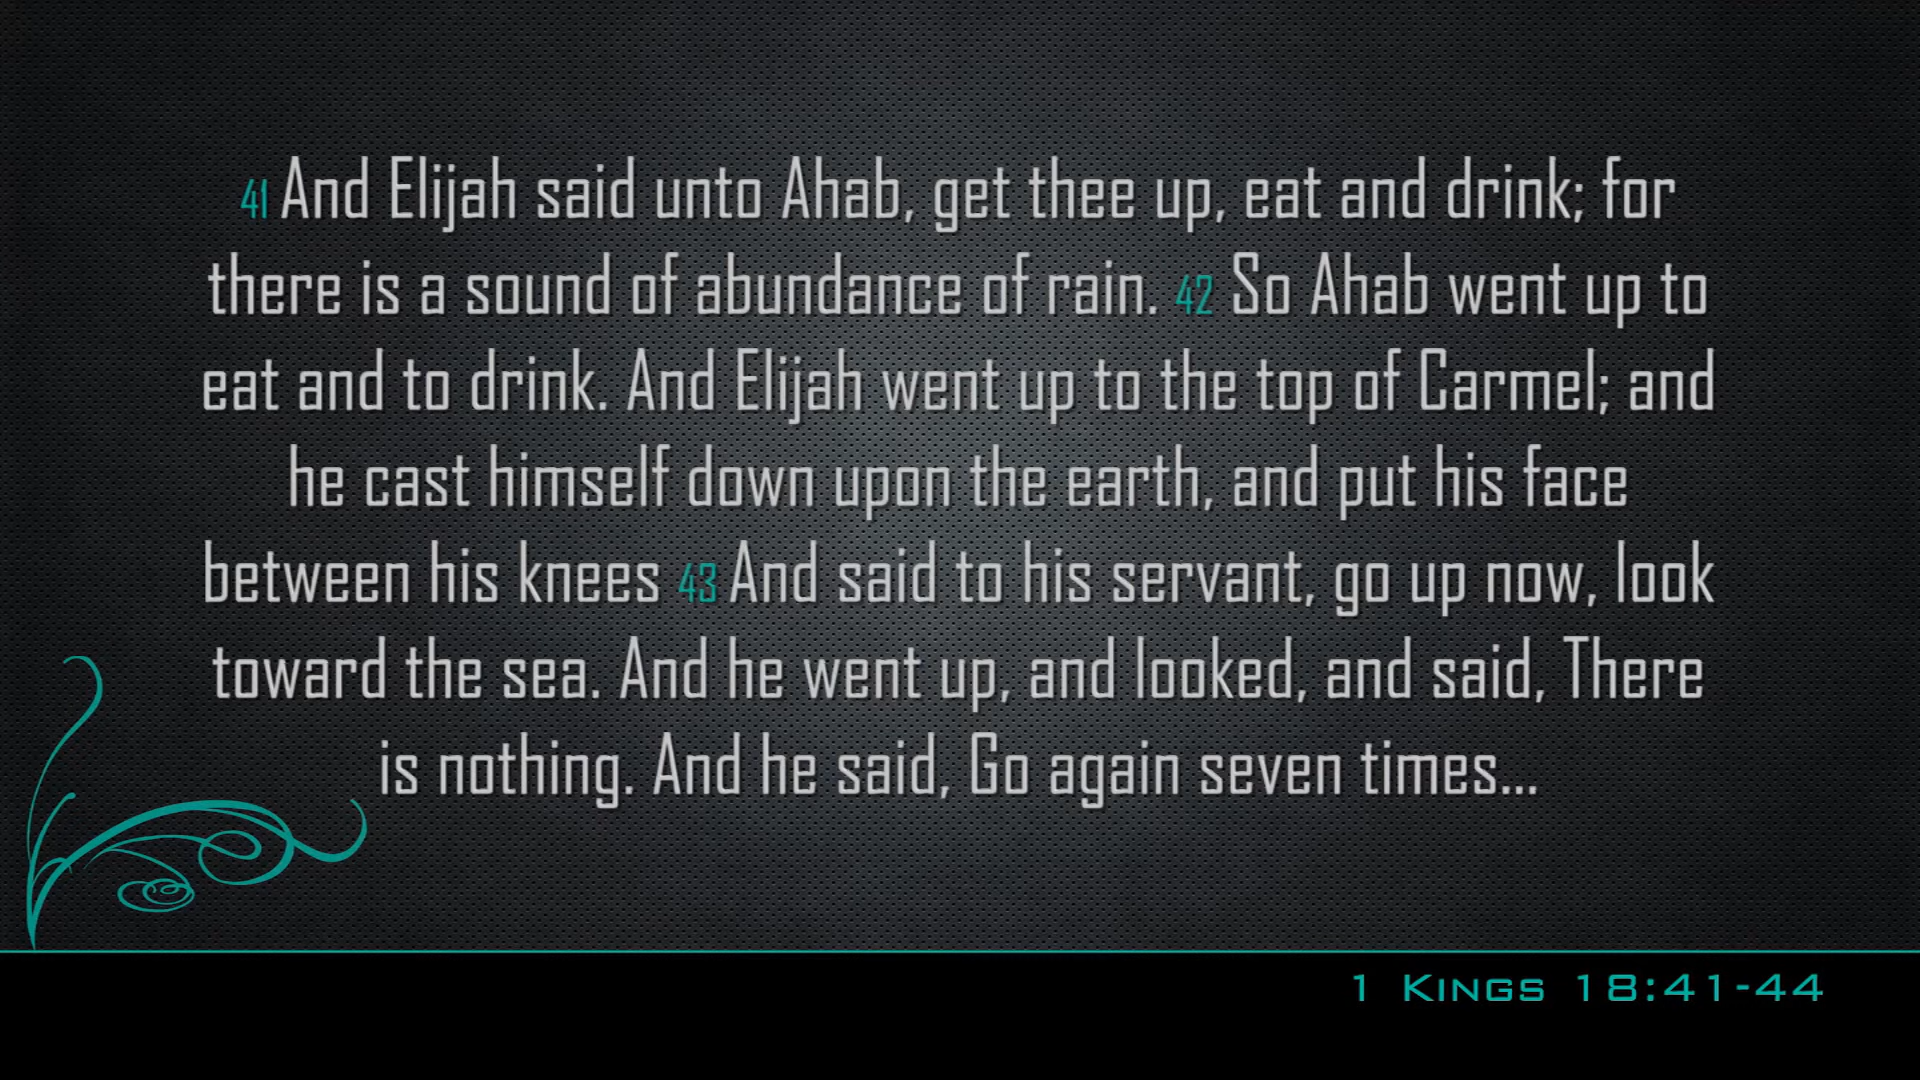 41 And Elijah said unto Ahab, get thee up, eat and drink; for
there is a sound of abundance of rain. 42 So Ahab went up to
eat and to drink. And Elijah went up to the top of Carmel; and
he cast himself down upon the earth, and put his face
between his knees 43 And said to his servant, go up now, look
toward the sea. And he went up, and looked, and said, There
is nothing. And he said, Go again seven times...
1 Kings 18:41-44